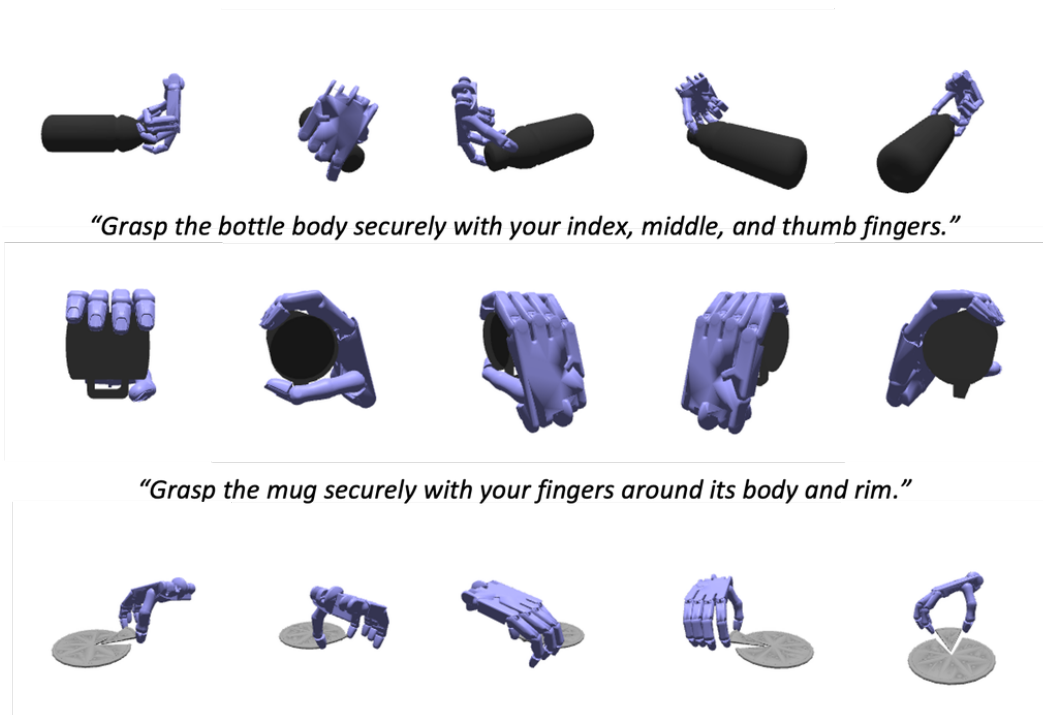 “Grasp the bottle body securely with your index, middle, and thumb fingers.”
“Grasp the mug securely with your fingers around its body and rim.”